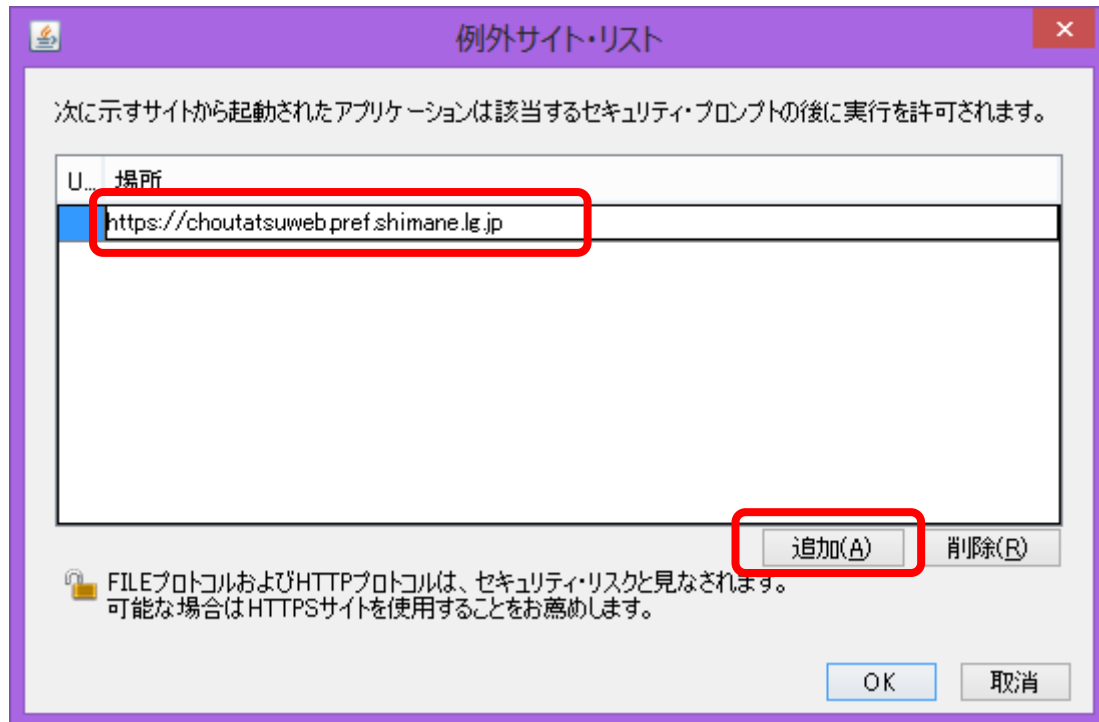 例外サイト・リスト
次に示すサイトから起動されたアプリケーションは該当するセキュリティ・プロンプトの後に実行を許可されます。
U... 場所
https://choutatsuweb.pref.shimane.lg.jp
追加(A) 削除(R)
FILEプロトコルおよびHTTPプロトコルは、セキュリティ・リスクと見なされます。
可能な場合はHTTPSサイトを使用することをお薦めします。
OK 取消